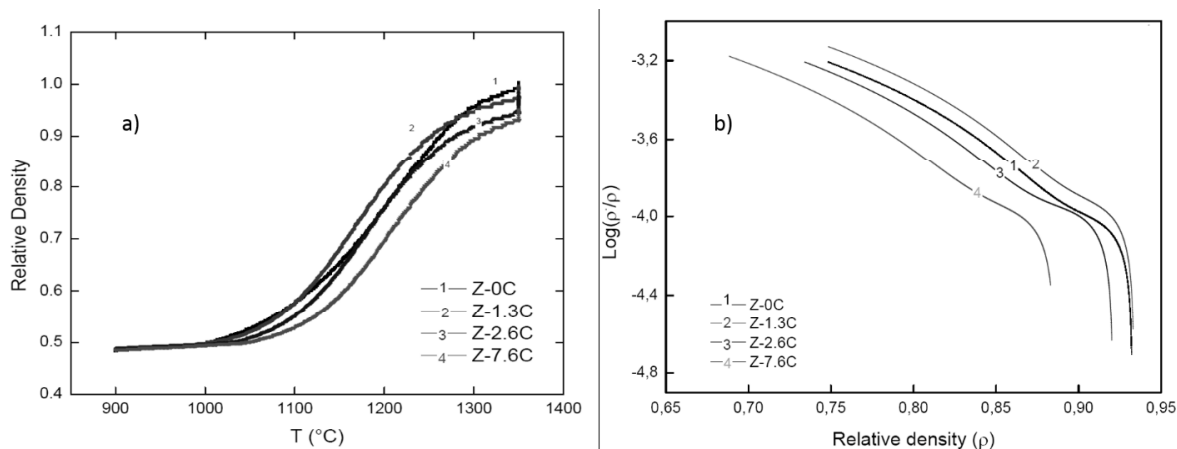 1.1
1.0
0.9
0.8
0.7
0.6
0.5
0.4
Relative Density
a)
1
2
3
4
1 Z-0C
2 Z-1.3C
3 Z-2.6C
4 Z-7.6C
900 1000 1100 1200 1300 1400
T (°C)
-3,2
-3,6
-4,0
-4,4
-4,8
Log(ρ˙/ρ)
b)
1
2
3
4
1 Z-0C
2 Z-1.3C
3 Z-2.6C
4 Z-7.6C
0,65 0,70 0,75 0,80 0,85 0,90 0,95
Relative density (ρ)